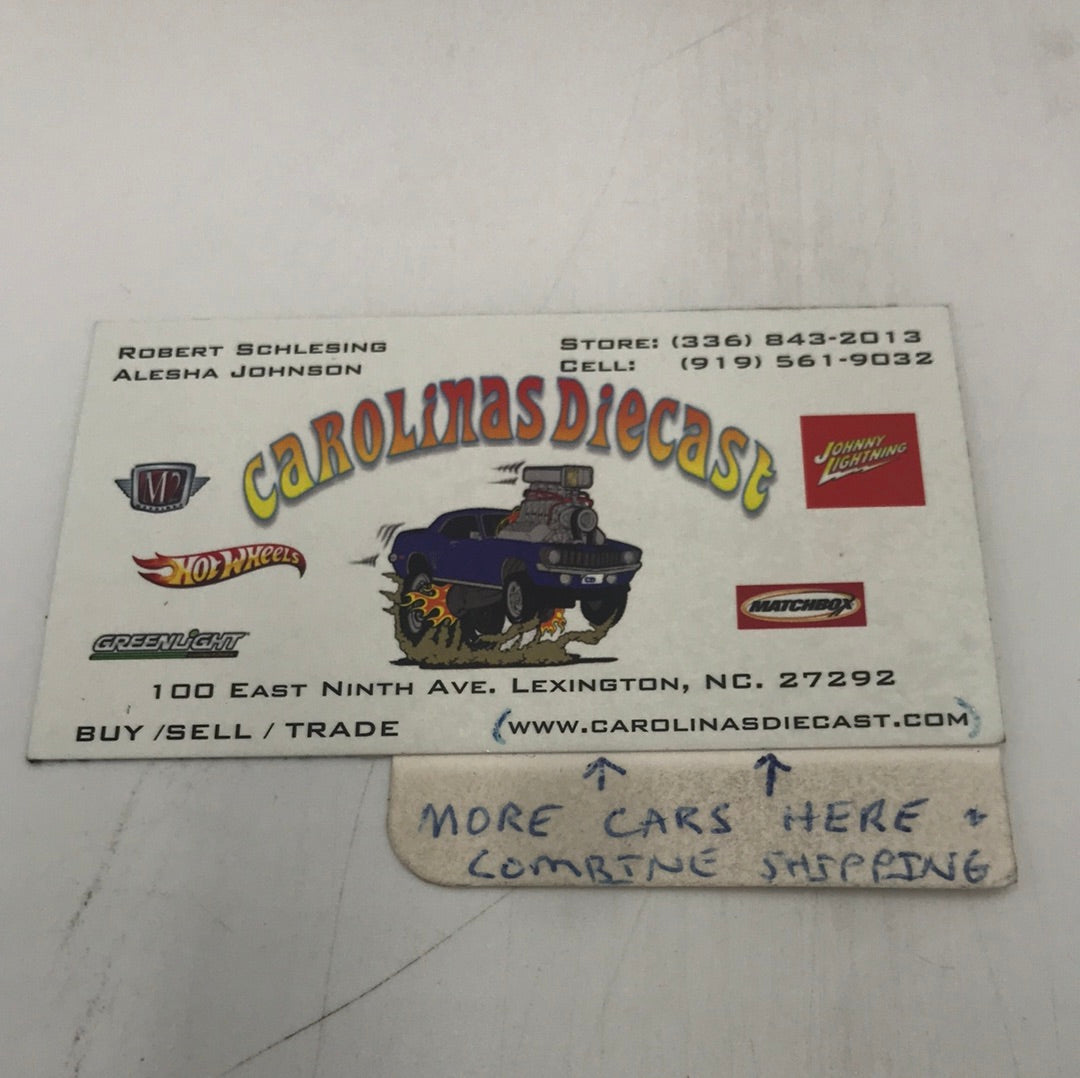 ROBERT SCHLESING
ALESHA JOHNSON
STORE: (336) 843-2013
CELL: (919) 561-9032
CAROLINAS DIECAST
M2
JOHNNY
LIGHTNING
HOT WHEELS
MATCHBOX
GREENLIGHT
100 EAST NINTH AVE. LEXINGTON, NC. 27292
BUY /SELL / TRADE
(WWW.CAROLINASDIECAST.COM)
MORE CARS HERE +
COMBINE SHIPPING